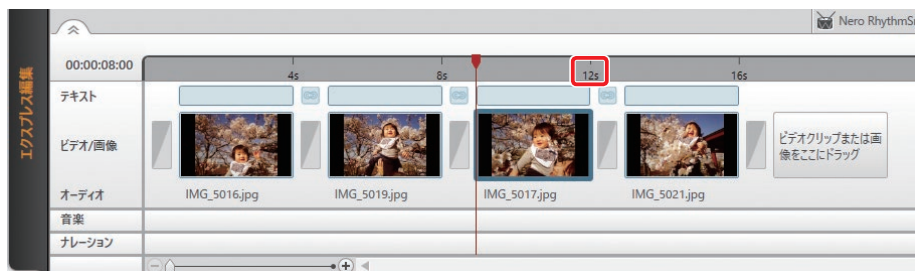 Nero RhythmS
エクスプレス編集
00:00:08:00
4s
8s
12s
16s
テキスト
ビデオ/画像
ビデオクリップまたは画
像をここにドラッグ
オーディオ
IMG_5016.jpg
IMG_5019.jpg
IMG_5017.jpg
IMG_5021.jpg
音楽
ナレーション